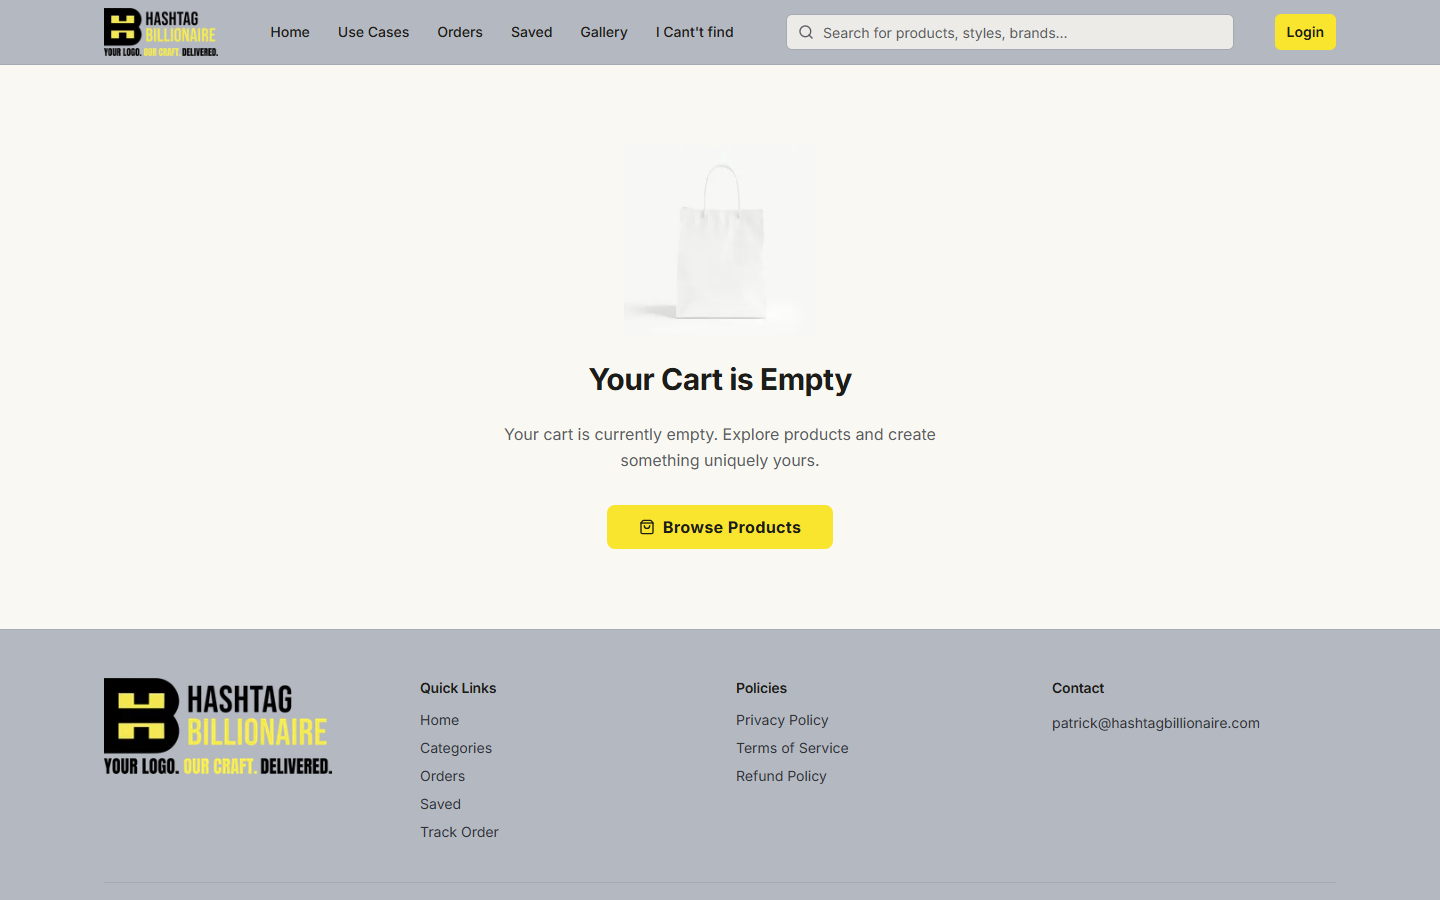 HASHTAG
BILLIONAIRE
YOUR LOGO. OUR CRAFT. DELIVERED.
Home
Use Cases
Orders
Saved
Gallery
I Cant't find
Search for products, styles, brands...
Login
Your Cart is Empty
Your cart is currently empty. Explore products and create
something uniquely yours.
Browse Products
HASHTAG
BILLIONAIRE
YOUR LOGO. OUR CRAFT. DELIVERED.
Quick Links
Home
Categories
Orders
Saved
Track Order
Policies
Privacy Policy
Terms of Service
Refund Policy
Contact
patrick@hashtagbillionaire.com